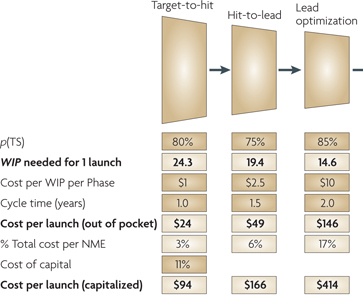 Target-to-hit Hit-to-lead Lead
optimization
p(TS) 80% 75% 85%
WIP needed for 1 launch 24.3 19.4 14.6
Cost per WIP per Phase $1 $2.5 $10
Cycle time (years) 1.0 1.5 2.0
Cost per launch (out of pocket) $24 $49 $146
% Total cost per NME 3% 6% 17%
Cost of capital 11%
Cost per launch (capitalized) $94 $166 $414